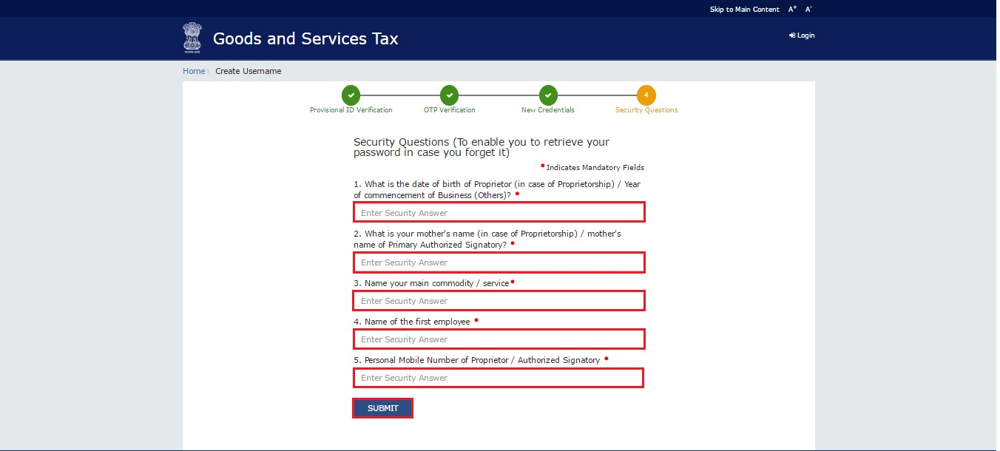 Skip to Main Content A+ A-
Goods and Services Tax
Login
Home Create Username
4
Provisional ID Verification OTP Verification New Credentials Security Questions
Security Questions (To enable you to retrieve your
password in case you forget it)
• Indicates Mandatory Fields
1. What is the date of birth of Proprietor (in case of Proprietorship) / Year
of commencement of Business (Others)? •
Enter Security Answer
2. What is your mother's name (in case of Proprietorship) / mother's
name of Primary Authorized Signatory? •
Enter Security Answer
3. Name your main commodity / service•
Enter Security Answer
4. Name of the first employee •
Enter Security Answer
5. Personal Mobile Number of Proprietor / Authorized Signatory •
Enter Security Answer
SUBMIT